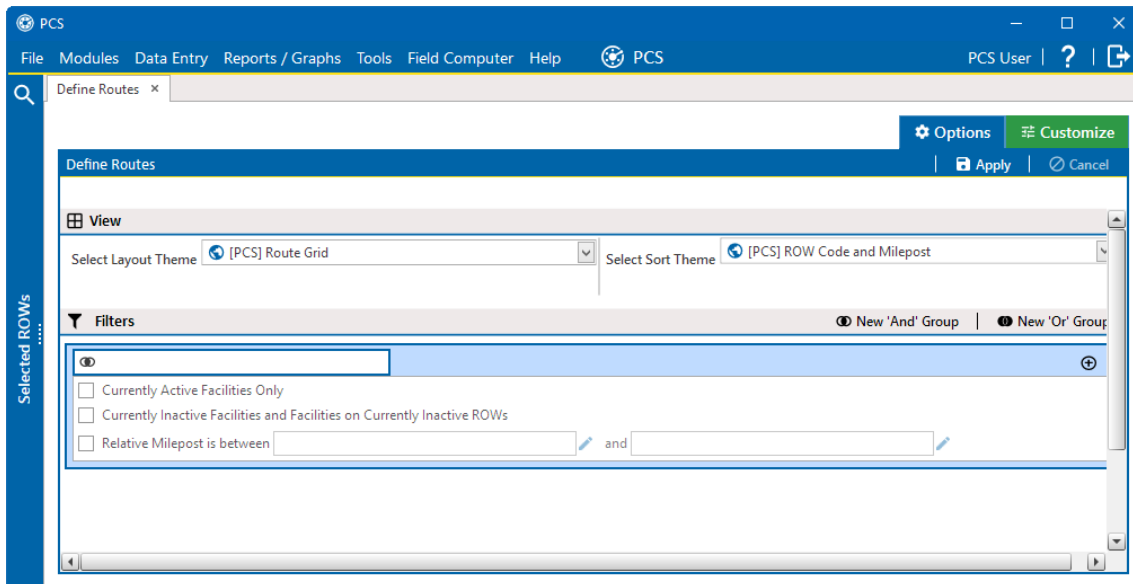 PCS
File Modules Data Entry Reports / Graphs Tools Field Computer Help PCS PCS User | ? |
Define Routes ×
Options Customize
Define Routes | Apply | Cancel
View
Select Layout Theme [PCS] Route Grid Select Sort Theme [PCS] ROW Code and Milepost
Selected ROWs
Filters New 'And' Group | New 'Or' Group
Currently Active Facilities Only
Currently Inactive Facilities and Facilities on Currently Inactive ROWs
Relative Milepost is between and